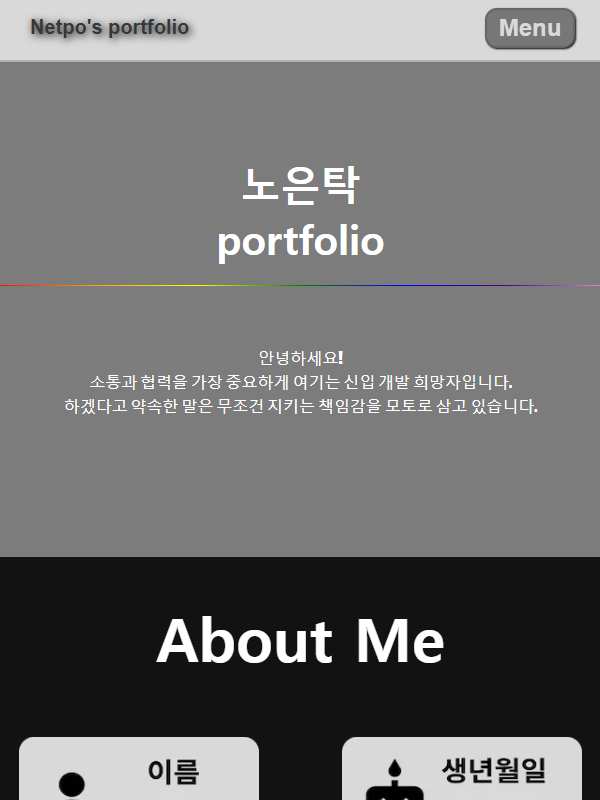 Netpo's portfolio
Menu
노은탁
portfolio
안녕하세요!
소통과 협력을 가장 중요하게 여기는 신입 개발 희망자입니다.
하겠다고 약속한 말은 무조건 지키는 책임감을 모토로 삼고 있습니다.
About Me
이름
생년월일